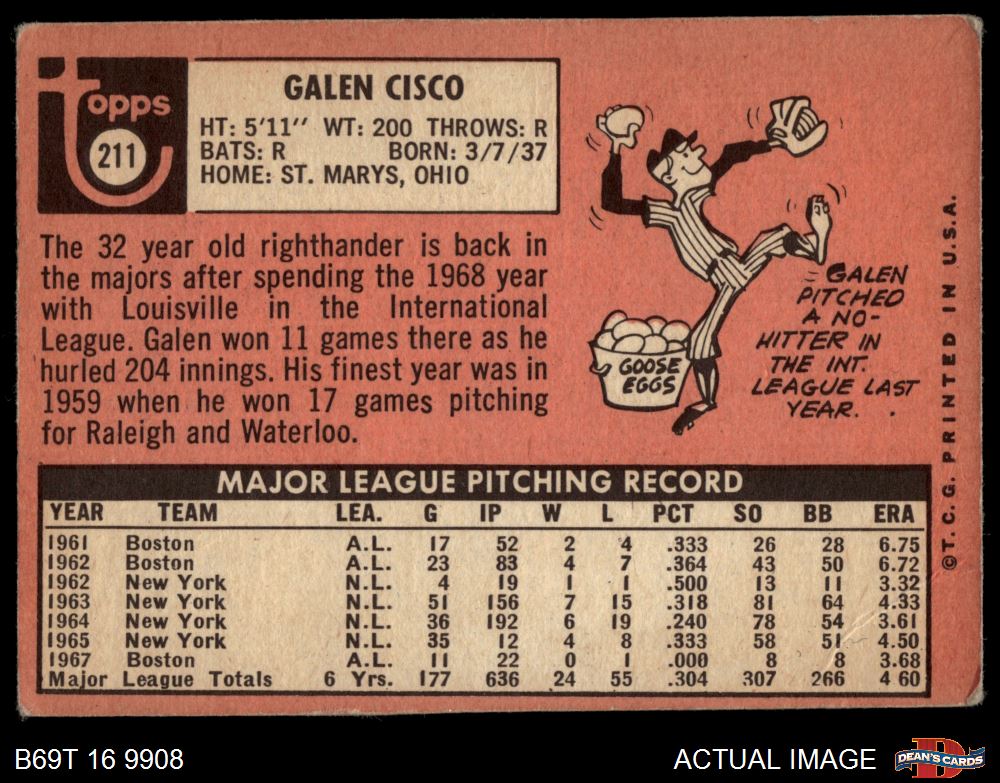 Topps
211
GALEN CISCO
HT: 5'11'' WT: 200 THROWS: R
BATS: R BORN: 3/7/37
HOME: ST. MARYS, OHIO
The 32 year old righthander is back in
the majors after spending the 1968 year
with Louisville in the International
League. Galen won 11 games there as he
hurled 204 innings. His finest year was in
1959 when he won 17 games pitching
for Raleigh and Waterloo.
GOOSE
EGGS
GALEN
PITCHED
A NO-
HITTER IN
THE INT.
LEAGUE LAST
YEAR.
© T. C. G. PRINTED IN U.S.A.
MAJOR LEAGUE PITCHING RECORD
YEAR TEAM LEA. G IP W L PCT SO BB ERA
1961 Boston A.L. 17 52 2 4 .333 26 28 6.75
1962 Boston A.L. 23 83 4 7 .364 43 50 6.72
1962 New York N.L. 4 19 1 1 .500 13 11 3.32
1963 New York N.L. 51 156 7 15 .318 81 64 4.33
1964 New York N.L. 36 192 6 19 .240 78 54 3.61
1965 New York N.L. 35 12 4 8 .333 58 51 4.50
1967 Boston A.L. 11 22 0 1 .000 8 8 3.68
Major League Totals 6 Yrs. 177 636 24 55 .304 307 266 4 60
B69T 16 9908
ACTUAL IMAGE
D
DEAN'S CARDS